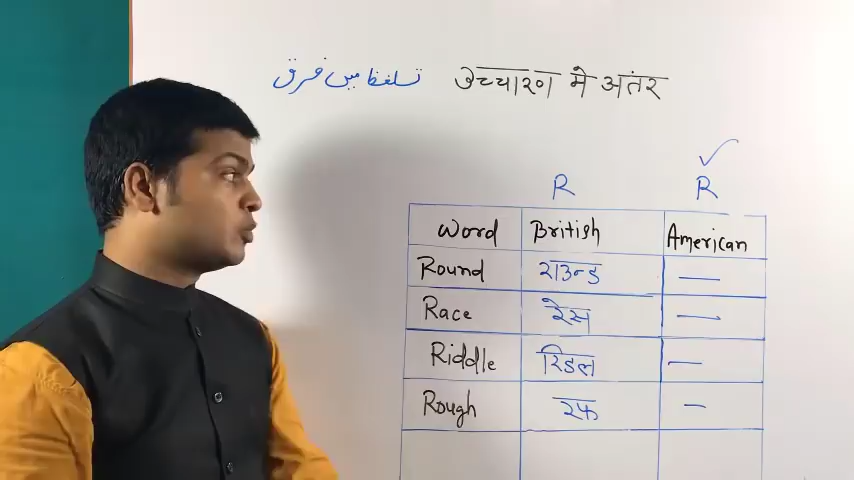 تلفظ میں فرق उच्चारण मे अंतर
R R
Word British American
Round राउन्ड —
Race रेस —
Riddle रिडल —
Rough रफ —